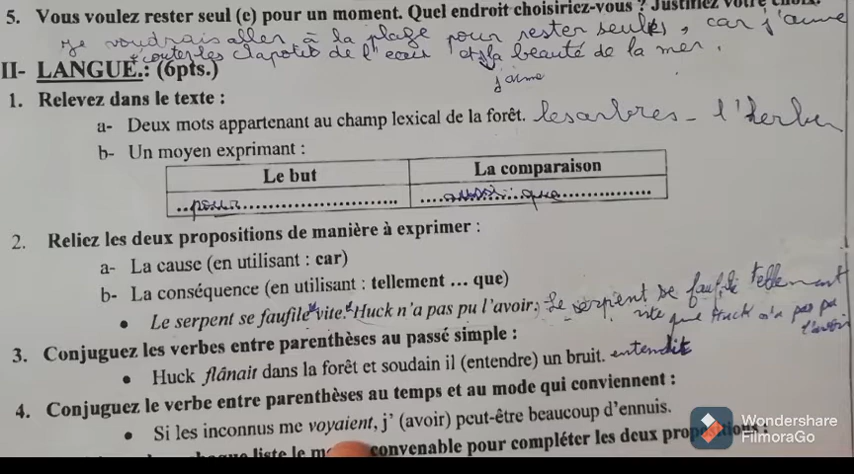 5. Vous voulez rester seul (e) pour un moment. Quel endroit choisiriez-vous ? Justifiez votre choix.
Je voudrais aller à la plage pour rester seule, car j'aime
écouter les clapotis de l'eau et la beauté de la mer.
j'aime
II- LANGUE.: (6pts.)
1. Relevez dans le texte :
a- Deux mots appartenant au champ lexical de la forêt. les arbres - l'herbe
b- Un moyen exprimant :
Le but La comparaison
..pour.............................. ....aussi..que..................
2. Reliez les deux propositions de manière à exprimer :
a- La cause (en utilisant : car)
b- La conséquence (en utilisant : tellement ... que)
• Le serpent se faufile vite. Huck n'a pas pu l'avoir. Le serpent se faufile tellement
vite que Huck n'a pas pu
l'avoir
3. Conjuguez les verbes entre parenthèses au passé simple :
• Huck flânait dans la forêt et soudain il (entendre) un bruit. entendit
4. Conjuguez le verbe entre parenthèses au temps et au mode qui conviennent :
• Si les inconnus me voyaient, j' (avoir) peut-être beaucoup d'ennuis.
liste le convenable pour compléter les deux propositions :
Wondershare
FilmoraGo